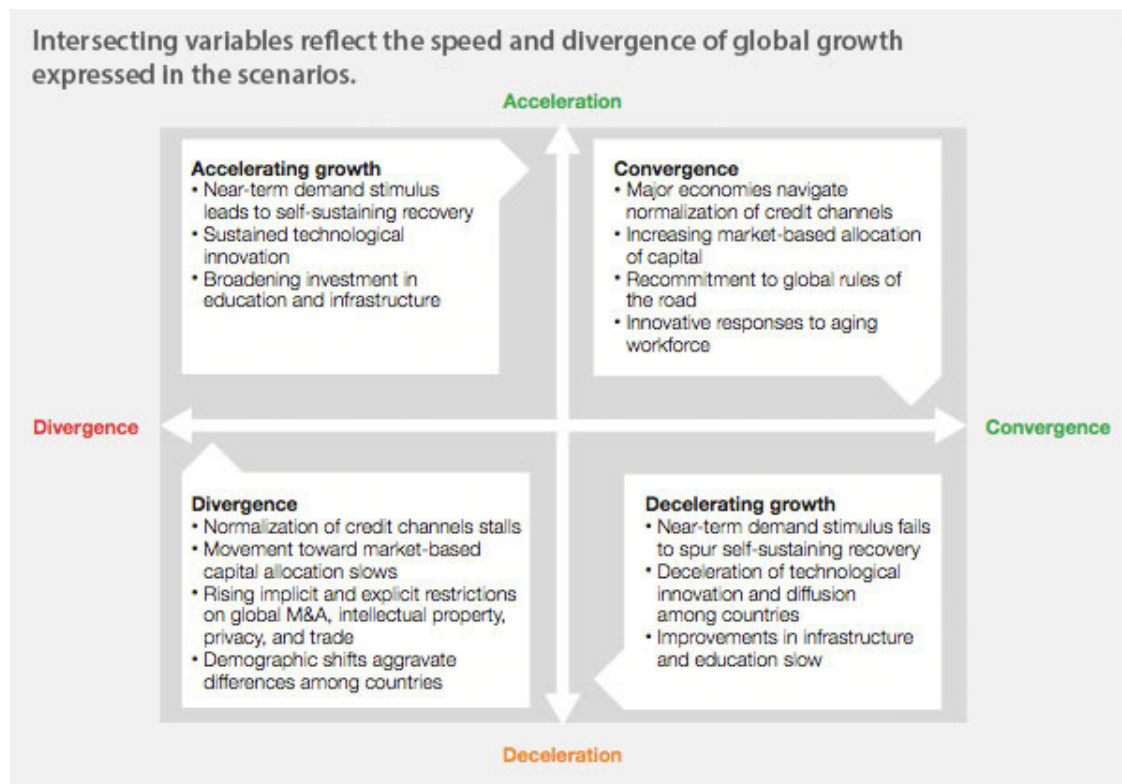 Intersecting variables reflect the speed and divergence of global growth
expressed in the scenarios.
Acceleration
Accelerating growth
• Near-term demand stimulus
leads to self-sustaining recovery
• Sustained technological
innovation
• Broadening investment in
education and infrastructure
Convergence
• Major economies navigate
normalization of credit channels
• Increasing market-based allocation
of capital
• Recommitment to global rules of
the road
• Innovative responses to aging
workforce
Divergence
Convergence
Divergence
• Normalization of credit channels stalls
• Movement toward market-based
capital allocation slows
• Rising implicit and explicit restrictions
on global M&A, intellectual property,
privacy, and trade
• Demographic shifts aggravate
differences among countries
Decelerating growth
• Near-term demand stimulus fails
to spur self-sustaining recovery
• Deceleration of technological
innovation and diffusion
among countries
• Improvements in infrastructure
and education slow
Deceleration